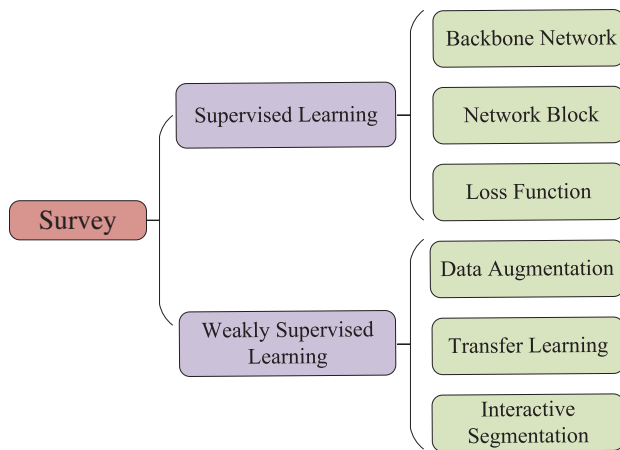 Survey
Supervised Learning
Backbone Network
Network Block
Loss Function
Weakly Supervised
Learning
Data Augmentation
Transfer Learning
Interactive
Segmentation